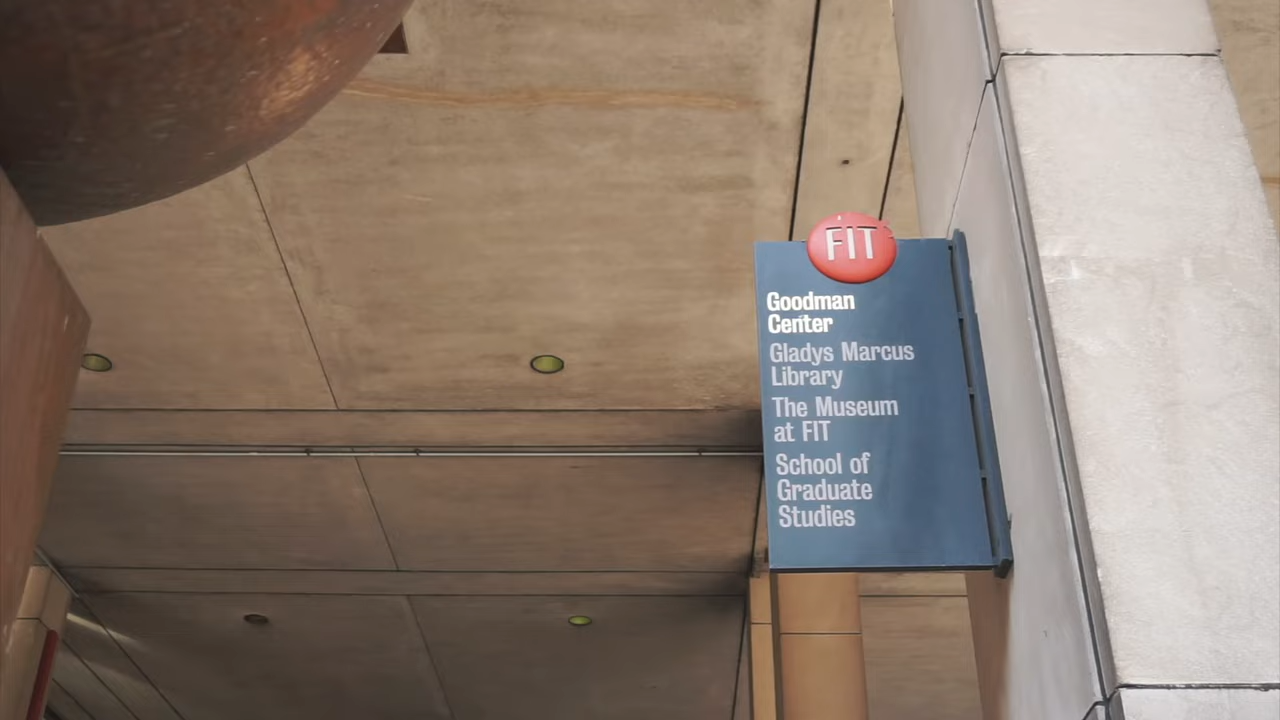 FIT
Goodman
Center
Gladys Marcus
Library
The Museum
at FIT
School of
Graduate
Studies